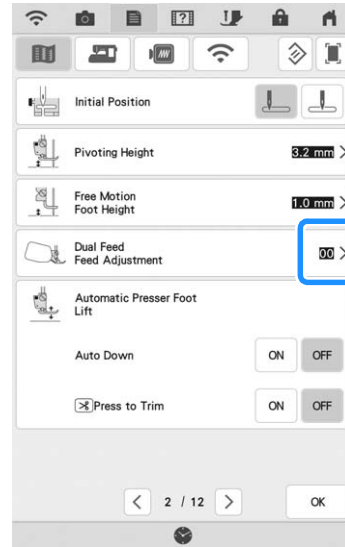 ?
Initial Position
Pivoting Height
3.2 mm
Free Motion
Foot Height
1.0 mm
Dual Feed
Feed Adjustment
00
Automatic Presser Foot
Lift
Auto Down
ON
OFF
Press to Trim
ON
OFF
2 / 12
OK